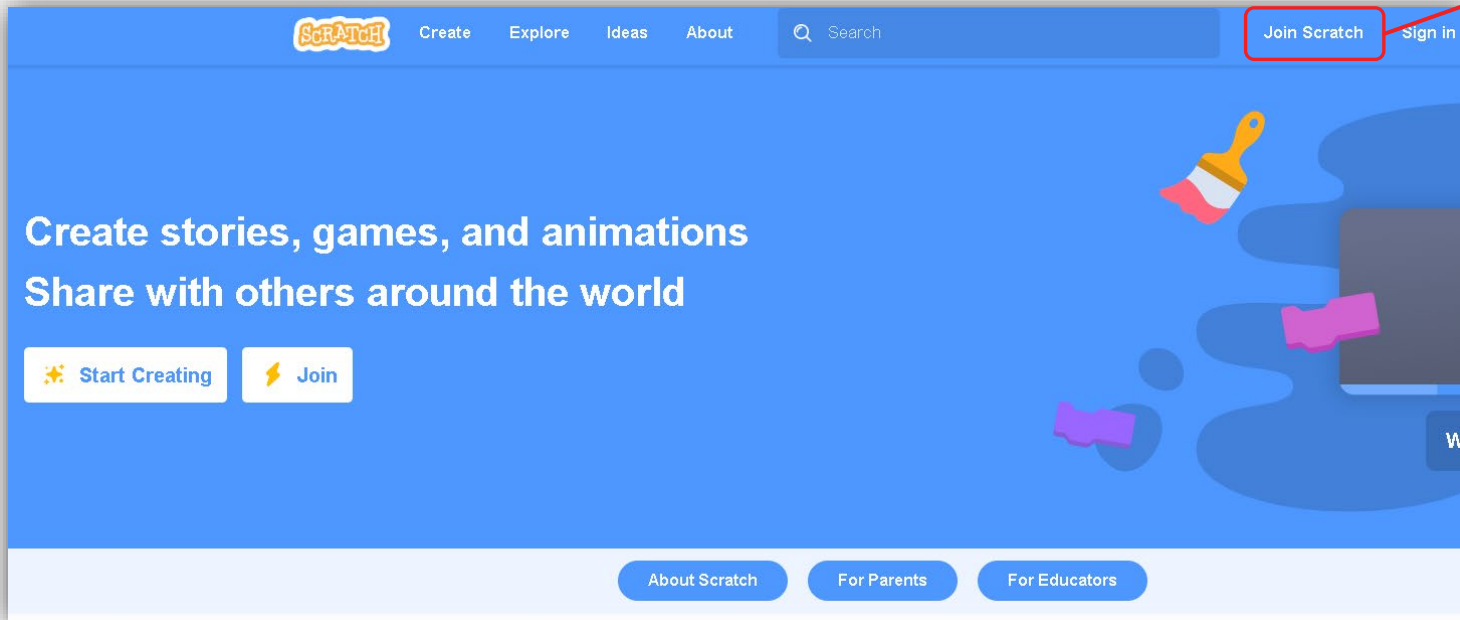 SCRATCH Create Explore Ideas About Search Join Scratch Sign in
Create stories, games, and animations
Share with others around the world
Start Creating Join
W
About Scratch For Parents For Educators